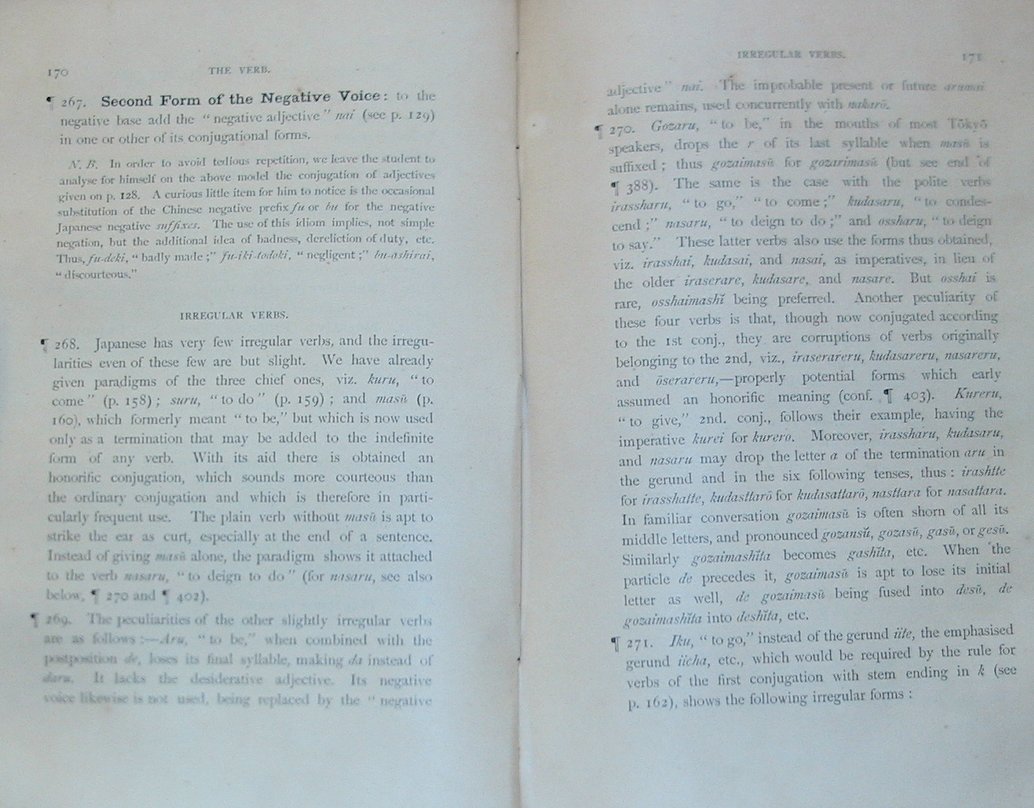 170
THE VERB.
¶ 267. Second Form of the Negative Voice: to the
negative base add the “negative adjective” nai (see p. 129)
in one or other of its conjugational forms.
N. B. In order to avoid tedious repetition, we leave the student to
analyse for himself on the above model the conjugation of adjectives
given on p. 128. A curious little item for him to notice is the occasional
substitution of the Chinese negative prefix fu or bu for the negative
Japanese negative suffixes. The use of this idiom implies, not simple
negation, but the additional idea of badness, dereliction of duty, etc.
Thus, fu-deki, “badly made;” fu-iki-todoki, “negligent;” bu-ashirai,
“discourteous.”
IRREGULAR VERBS.
¶ 268. Japanese has very few irregular verbs, and the irregu-
larities even of these few are but slight. We have already
given paradigms of the three chief ones, viz. kuru, “to
come” (p. 158); suru, “to do” (p. 159); and masŭ (p.
160), which formerly meant “to be,” but which is now used
only as a termination that may be added to the indefinite
form of any verb. With its aid there is obtained an
honorific conjugation, which sounds more courteous than
the ordinary conjugation and which is therefore in parti-
cularly frequent use. The plain verb without masŭ is apt to
strike the ear as curt, especially at the end of a sentence.
Instead of giving masŭ alone, the paradigm shows it attached
to the verb nasaru, “to deign to do” (for nasaru, see also
below, ¶ 270 and ¶ 402).
¶ 269. The peculiarities of the other slightly irregular verbs
are as follows:—Aru, “to be,” when combined with the
postposition de, loses its final syllable, making da instead of
daru. It lacks the desiderative adjective. Its negative
voice likewise is not used, being replaced by the “negative
IRREGULAR VERBS.
171
adjective” nai. The improbable present or future arumai
alone remains, used concurrently with nakarō.
¶ 270. Gozaru, “to be,” in the mouths of most Tōkyō
speakers, drops the r of its last syllable when masŭ is
suffixed; thus gozaimasŭ for gozarimasŭ (but see end of
¶ 388). The same is the case with the polite verbs
irassharu, “to go,” “to come;” kudasaru, “to condes-
cend;” nasaru, “to deign to do;” and ossharu, “to deign
to say.” These latter verbs also use the forms thus obtained,
viz. irasshai, kudasai, and nasai, as imperatives, in lieu of
the older iraserare, kudasare, and nasare. But osshai is
rare, osshaimashĭ being preferred. Another peculiarity of
these four verbs is that, though now conjugated according
to the 1st conj., they are corruptions of verbs originally
belonging to the 2nd, viz., iraserareru, kudasareru, nasareru,
and ōserareru,—properly potential forms which early
assumed an honorific meaning (conf. ¶ 403). Kureru,
“to give,” 2nd. conj., follows their example, having the
imperative kurei for kurero. Moreover, irassharu, kudasaru,
and nasaru may drop the letter a of the termination aru in
the gerund and in the six following tenses, thus: irashtte
for irasshatte, kudasttarō for kudasattarō, nasttara for nasattara.
In familiar conversation gozaimasŭ is often shorn of all its
middle letters, and pronounced gozansŭ, gozasŭ, gasŭ, or gesŭ.
Similarly gozaimashĭta becomes gashĭta, etc. When the
particle de precedes it, gozaimasŭ is apt to lose its initial
letter as well, de gozaimasŭ being fused into desŭ, de
gozaimashĭta into deshĭta, etc.
¶ 271. Iku, “to go,” instead of the gerund iite, the emphasised
gerund iicha, etc., which would be required by the rule for
verbs of the first conjugation with stem ending in k (see
p. 162), shows the following irregular forms: